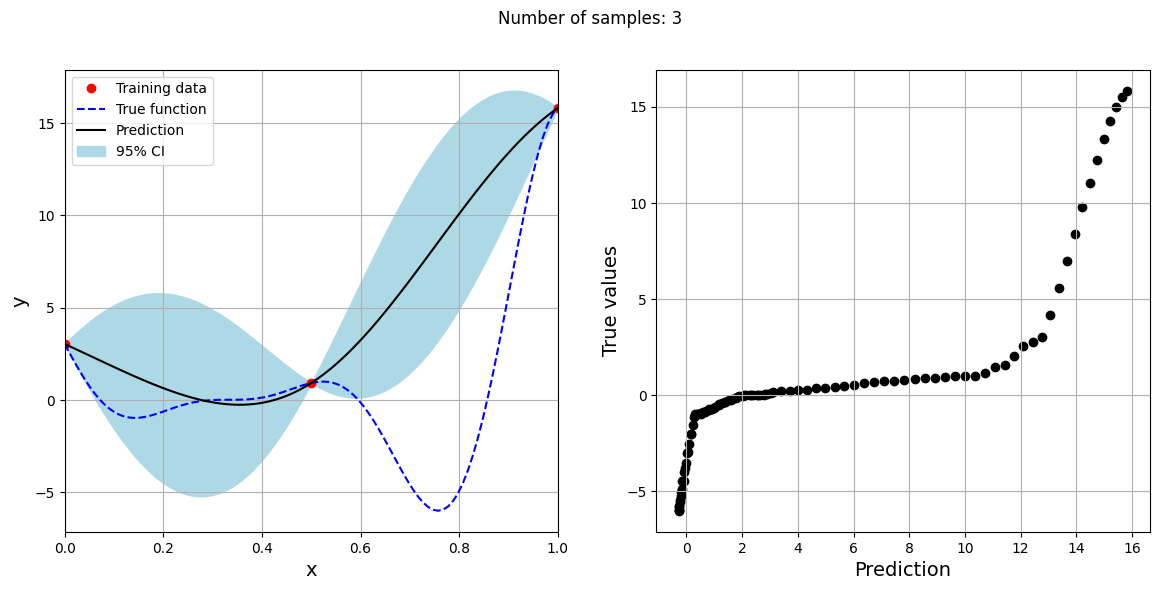 Number of samples: 3
Training data
True function
Prediction
95% CI
15
10
5
0
−5
y
0.0 0.2 0.4 0.6 0.8 1.0
x
15
10
5
0
−5
True values
0 2 4 6 8 10 12 14 16
Prediction